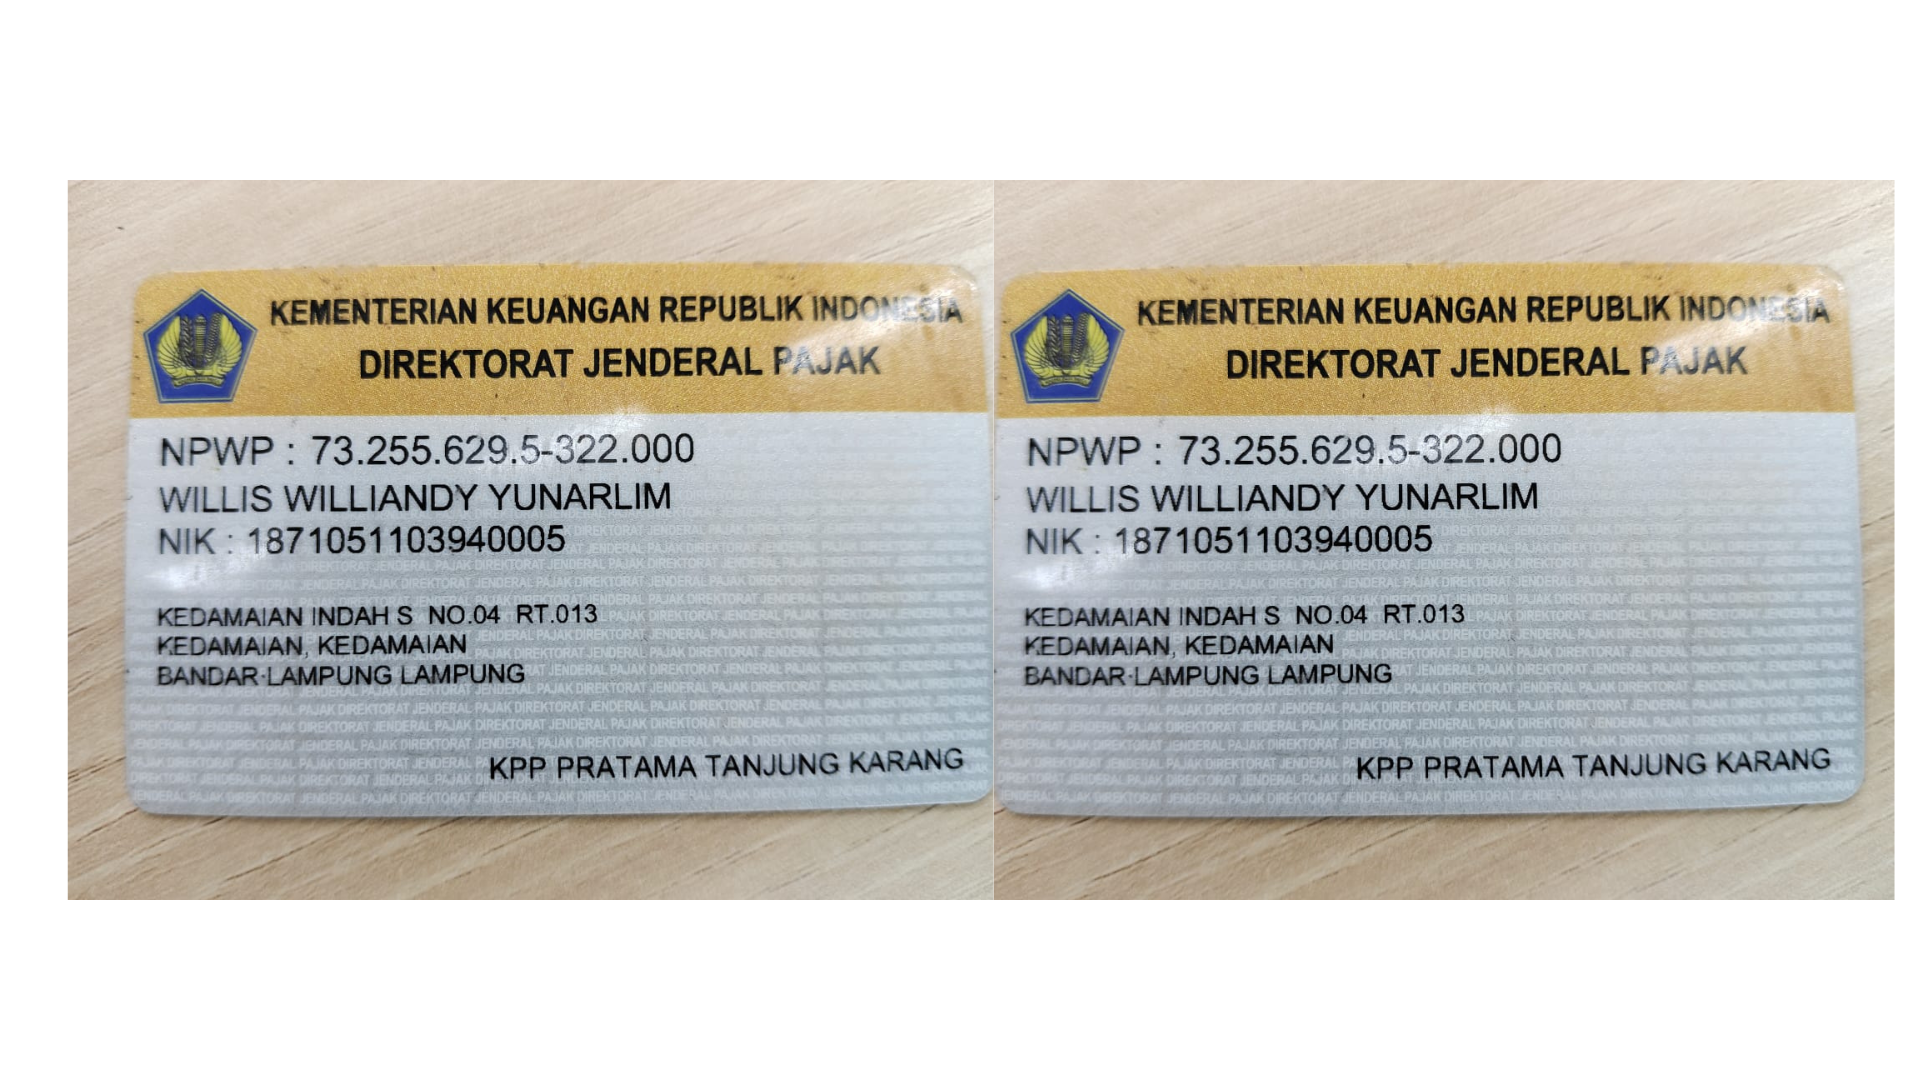 KEMENTERIAN KEUANGAN REPUBLIK INDONESIA
DIREKTORAT JENDERAL PAJAK
NPWP : 73.255.629.5-322.000
WILLIS WILLIANDY YUNARLIM
NIK : 1871051103940005
KEDAMAIAN INDAH S NO.04 RT.013
KEDAMAIAN, KEDAMAIAN
BANDAR LAMPUNG LAMPUNG
KPP PRATAMA TANJUNG KARANG
KEMENTERIAN KEUANGAN REPUBLIK INDONESIA
DIREKTORAT JENDERAL PAJAK
NPWP : 73.255.629.5-322.000
WILLIS WILLIANDY YUNARLIM
NIK : 1871051103940005
KEDAMAIAN INDAH S NO.04 RT.013
KEDAMAIAN, KEDAMAIAN
BANDAR LAMPUNG LAMPUNG
KPP PRATAMA TANJUNG KARANG